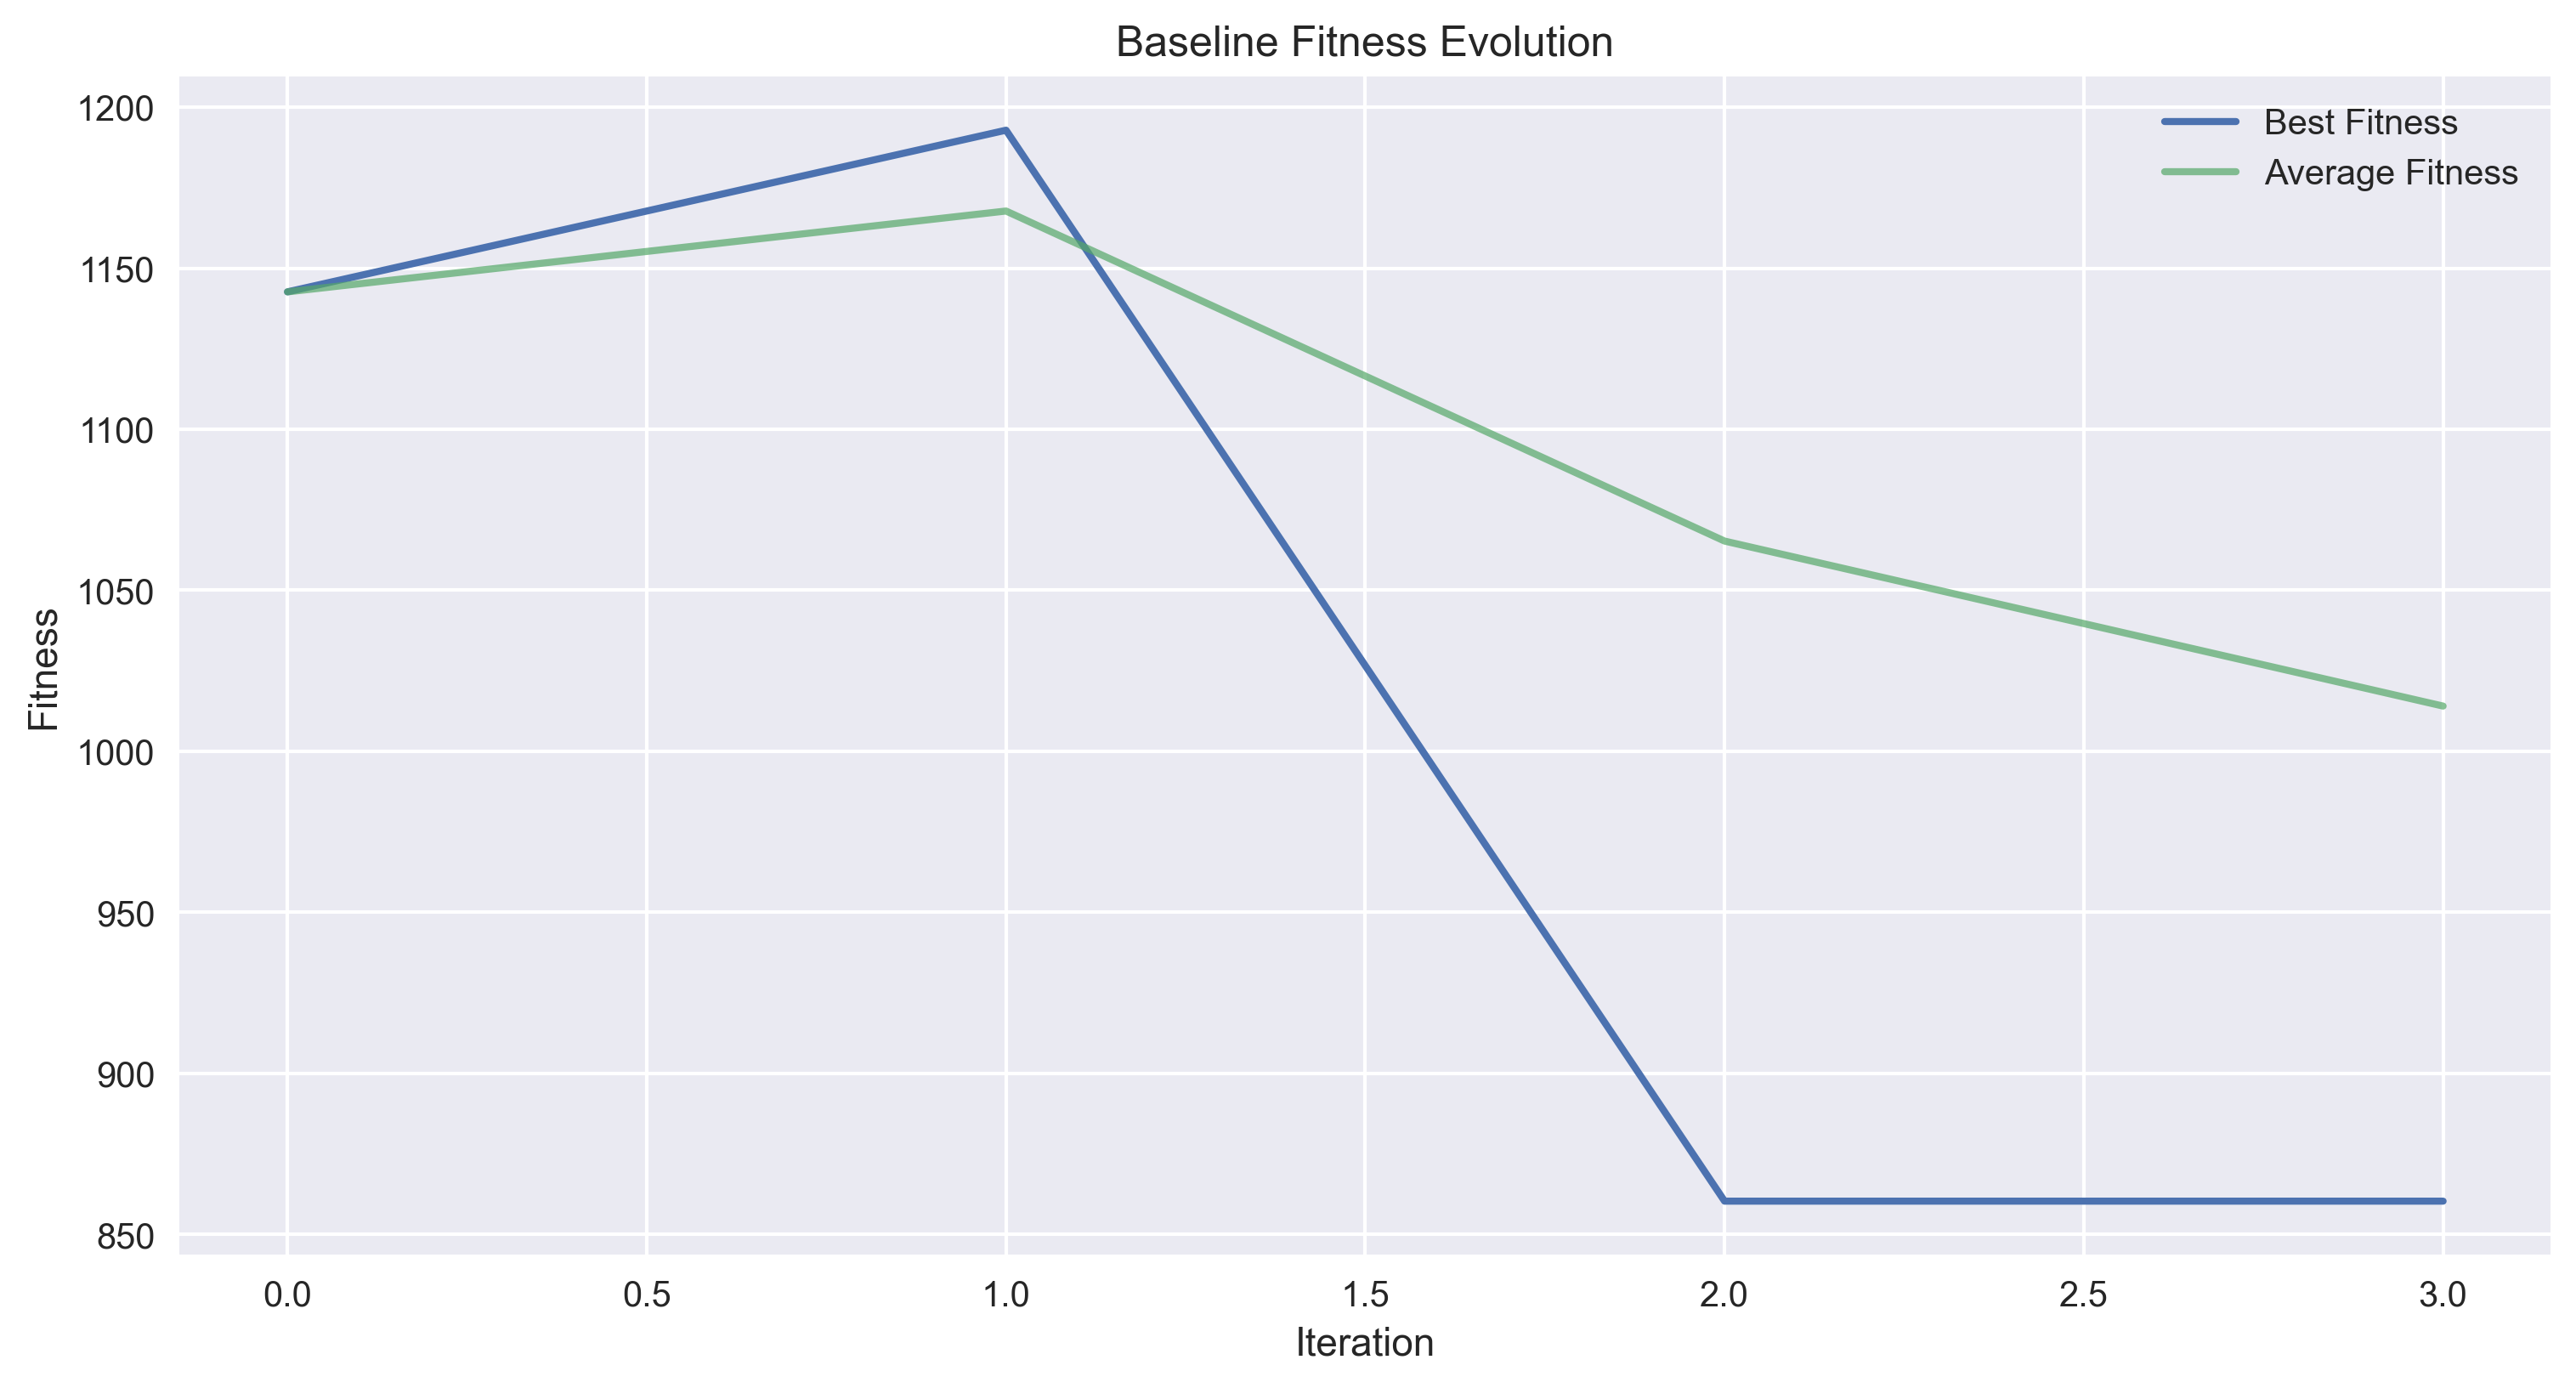 Baseline Fitness Evolution
Best Fitness
Average Fitness
1200
1150
1100
1050
1000
950
900
850
Fitness
0.0 0.5 1.0 1.5 2.0 2.5 3.0
Iteration